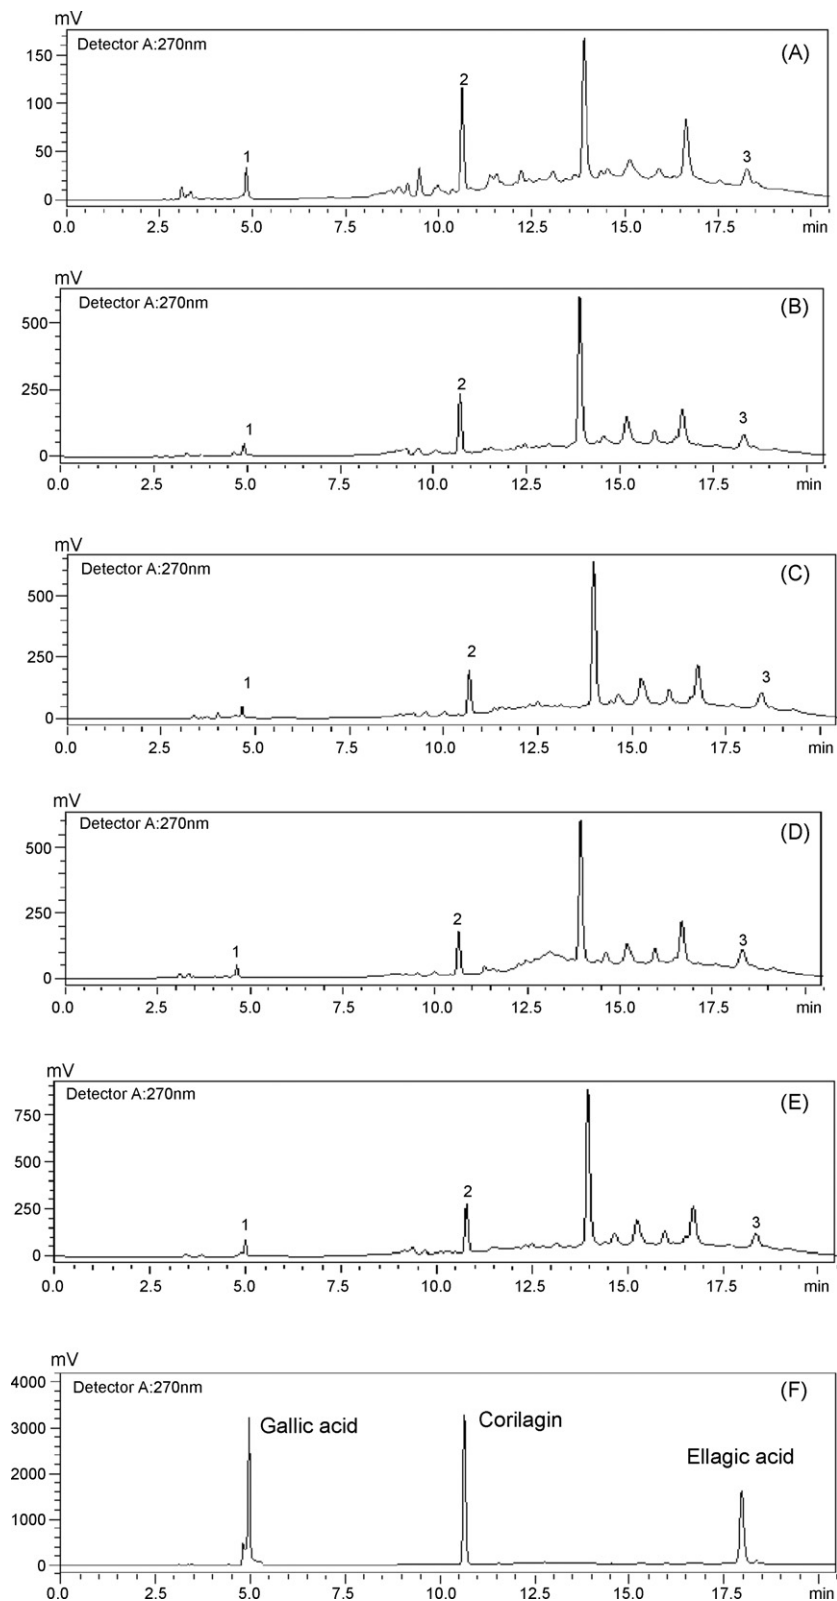 mV
Detector A:270nm
(A)
150
2
100
50
1
3
0
0.0 2.5 5.0 7.5 10.0 12.5 15.0 17.5 min
mV
Detector A:270nm
(B)
500
2
250
1
3
0
0.0 2.5 5.0 7.5 10.0 12.5 15.0 17.5 min
mV
Detector A:270nm
(C)
500
2
250
1
3
0
0.0 2.5 5.0 7.5 10.0 12.5 15.0 17.5 min
mV
Detector A:270nm
(D)
500
2
250
1
3
0
0.0 2.5 5.0 7.5 10.0 12.5 15.0 17.5 min
mV
Detector A:270nm
(E)
750
500
2
250
1
3
0
0.0 2.5 5.0 7.5 10.0 12.5 15.0 17.5 min
mV
4000
Detector A:270nm
(F)
Gallic acid
Corilagin
3000
Ellagic acid
2000
1000
0
0.0 2.5 5.0 7.5 10.0 12.5 15.0 17.5 min